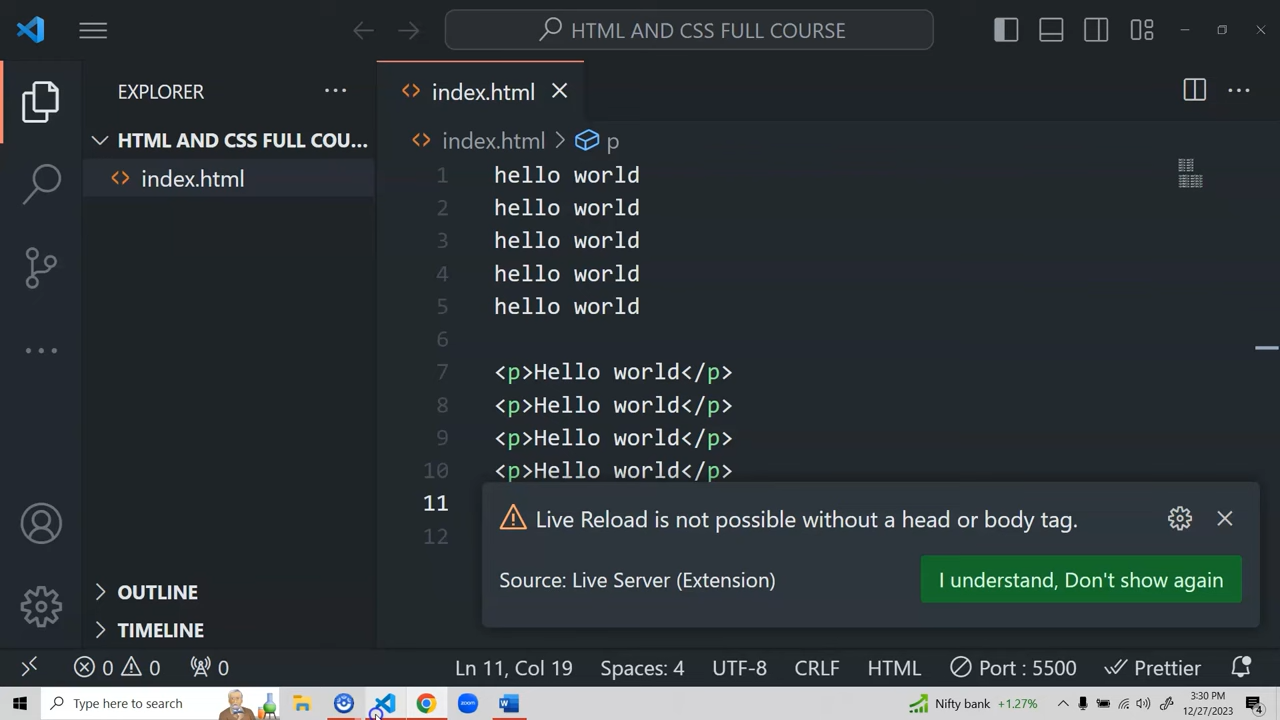 HTML AND CSS FULL COURSE
EXPLORER
index.html
HTML AND CSS FULL COU...
index.html > p
index.html
1 hello world
2 hello world
3 hello world
4 hello world
5 hello world
6
7 <p>Hello world</p>
8 <p>Hello world</p>
9 <p>Hello world</p>
10 <p>Hello world</p>
11
12
Live Reload is not possible without a head or body tag.
Source: Live Server (Extension)
I understand, Don't show again
OUTLINE
TIMELINE
0 0 0
Ln 11, Col 19 Spaces: 4 UTF-8 CRLF HTML Port : 5500 Prettier
Type here to search
zoom
W
Nifty bank +1.27%
3:30 PM
12/27/2023
4